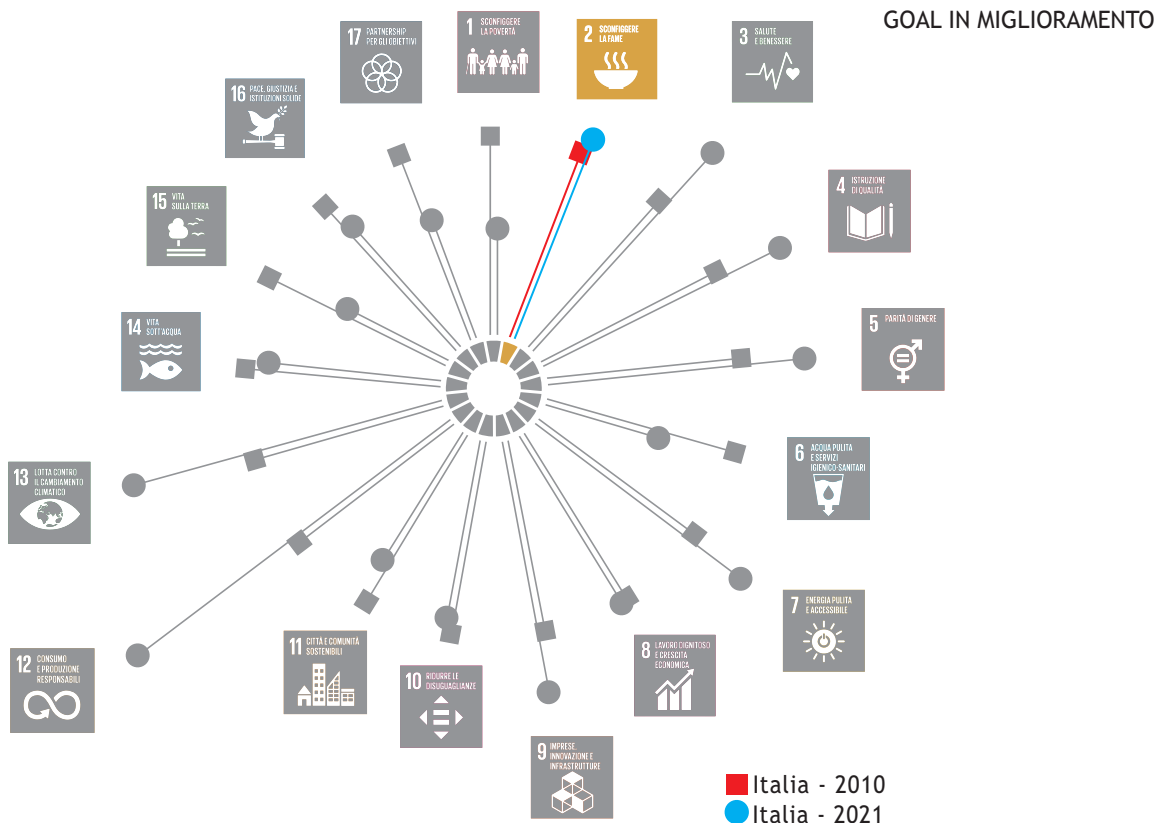 GOAL IN MIGLIORAMENTO
17 PARTNERSHIP
PER GLI OBIETTIVI
1 SCONFIGGERE
LA POVERTÀ
2 SCONFIGGERE
LA FAME
3 SALUTE
E BENESSERE
16 PACE, GIUSTIZIA E
ISTITUZIONI SOLIDE
4 ISTRUZIONE
DI QUALITÀ
15 VITA
SULLA TERRA
5 PARITÀ DI GENERE
14 VITA
SOTT'ACQUA
6 ACQUA PULITA
E SERVIZI
IGIENICO-SANITARI
13 LOTTA CONTRO
IL CAMBIAMENTO
CLIMATICO
7 ENERGIA PULITA
E ACCESSIBILE
12 CONSUMO
E PRODUZIONE
RESPONSABILI
11 CITTÀ E COMUNITÀ
SOSTENIBILI
10 RIDURRE LE
DISUGUAGLIANZE
8 LAVORO DIGNITOSO
E CRESCITA
ECONOMICA
9 IMPRESE,
INNOVAZIONE E
INFRASTRUTTURE
Italia - 2010
Italia - 2021